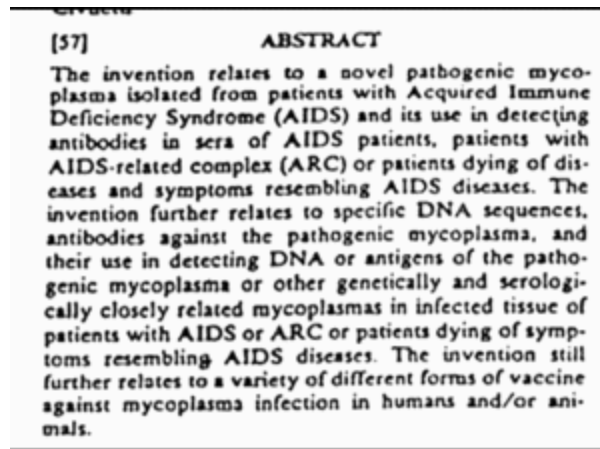 [57] ABSTRACT
The invention relates to a novel pathogenic myco-
plasma isolated from patients with Acquired Immune
Deficiency Syndrome (AIDS) and its use in detecting
antibodies in sera of AIDS patients, patients with
AIDS-related complex (ARC) or patients dying of dis-
eases and symptoms resembling AIDS diseases. The
invention further relates to specific DNA sequences,
antibodies against the pathogenic mycoplasma, and
their use in detecting DNA or antigens of the patho-
genic mycoplasma or other genetically and serologi-
cally closely related mycoplasmas in infected tissue of
patients with AIDS or ARC or patients dying of symp-
toms resembling AIDS diseases. The invention still
further relates to a variety of different forms of vaccine
against mycoplasma infection in humans and/or ani-
mals.